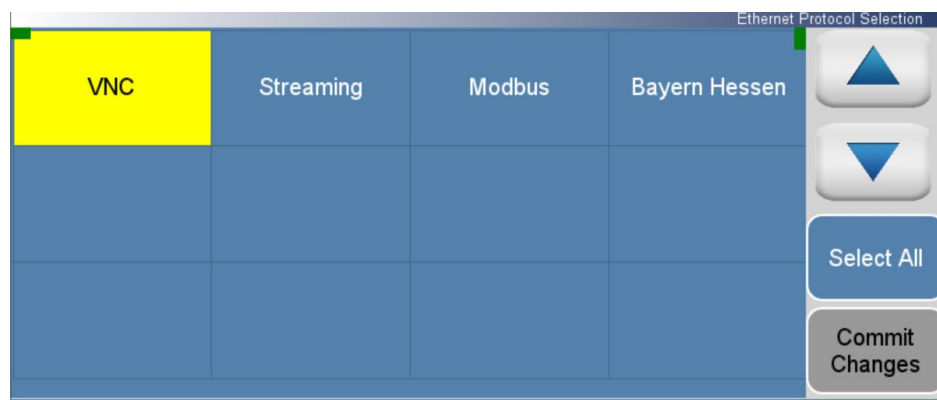 Ethernet Protocol Selection
VNC
Streaming
Modbus
Bayern Hessen
Select All
Commit
Changes